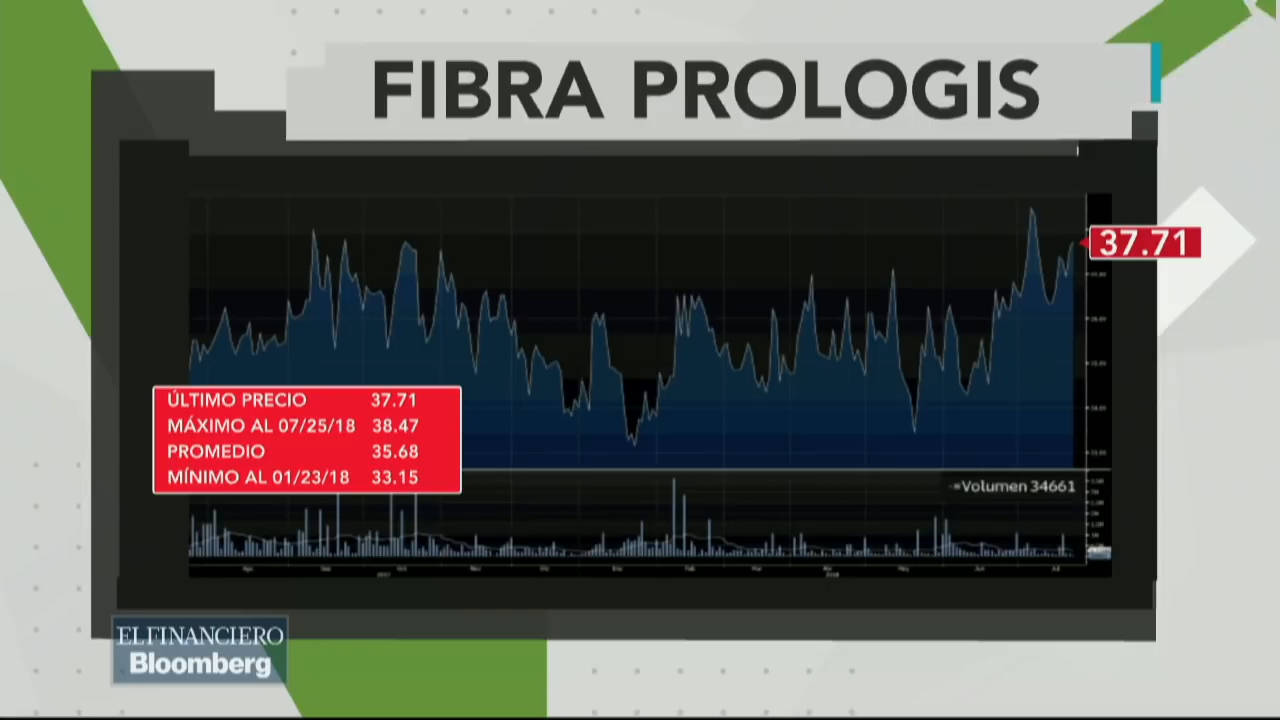 FIBRA PROLOGIS
37.71
ÚLTIMO PRECIO 37.71
MÁXIMO AL 07/25/18 38.47
PROMEDIO 35.68
MÍNIMO AL 01/23/18 33.15
Volumen 34661
EL FINANCIERO
Bloomberg